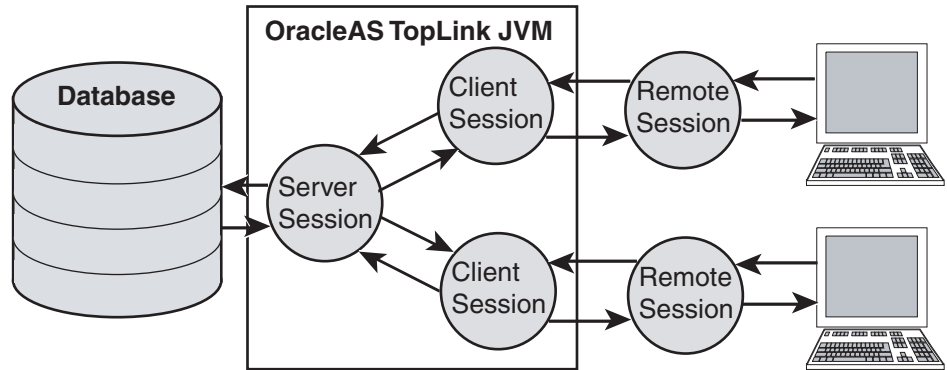 OracleAS TopLink JVM
Database
Server
Session
Client
Session
Remote
Session
Client
Session
Remote
Session